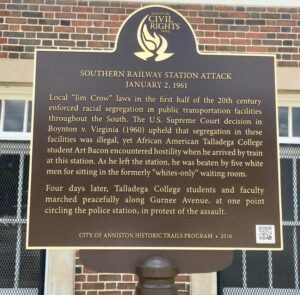 ANNISTON
CIVIL
RIGHTS
SOUTHERN RAILWAY STATION ATTACK
JANUARY 2, 1961
Local "Jim Crow" laws in the first half of the 20th century
enforced racial segregation in public transportation facilities
throughout the South. The U.S. Supreme Court decision in
Boynton v. Virginia (1960) upheld that segregation in these
facilities was illegal, yet African American Talladega College
student Art Bacon encountered hostility when he arrived by train
at this station. As he left the station, he was beaten by five white
men for sitting in the formerly "whites-only" waiting room.
Four days later, Talladega College students and faculty
marched peacefully along Gurnee Avenue, at one point
circling the police station, in protest of the assault.
CITY OF ANNISTON HISTORIC TRAILS PROGRAM • 2016